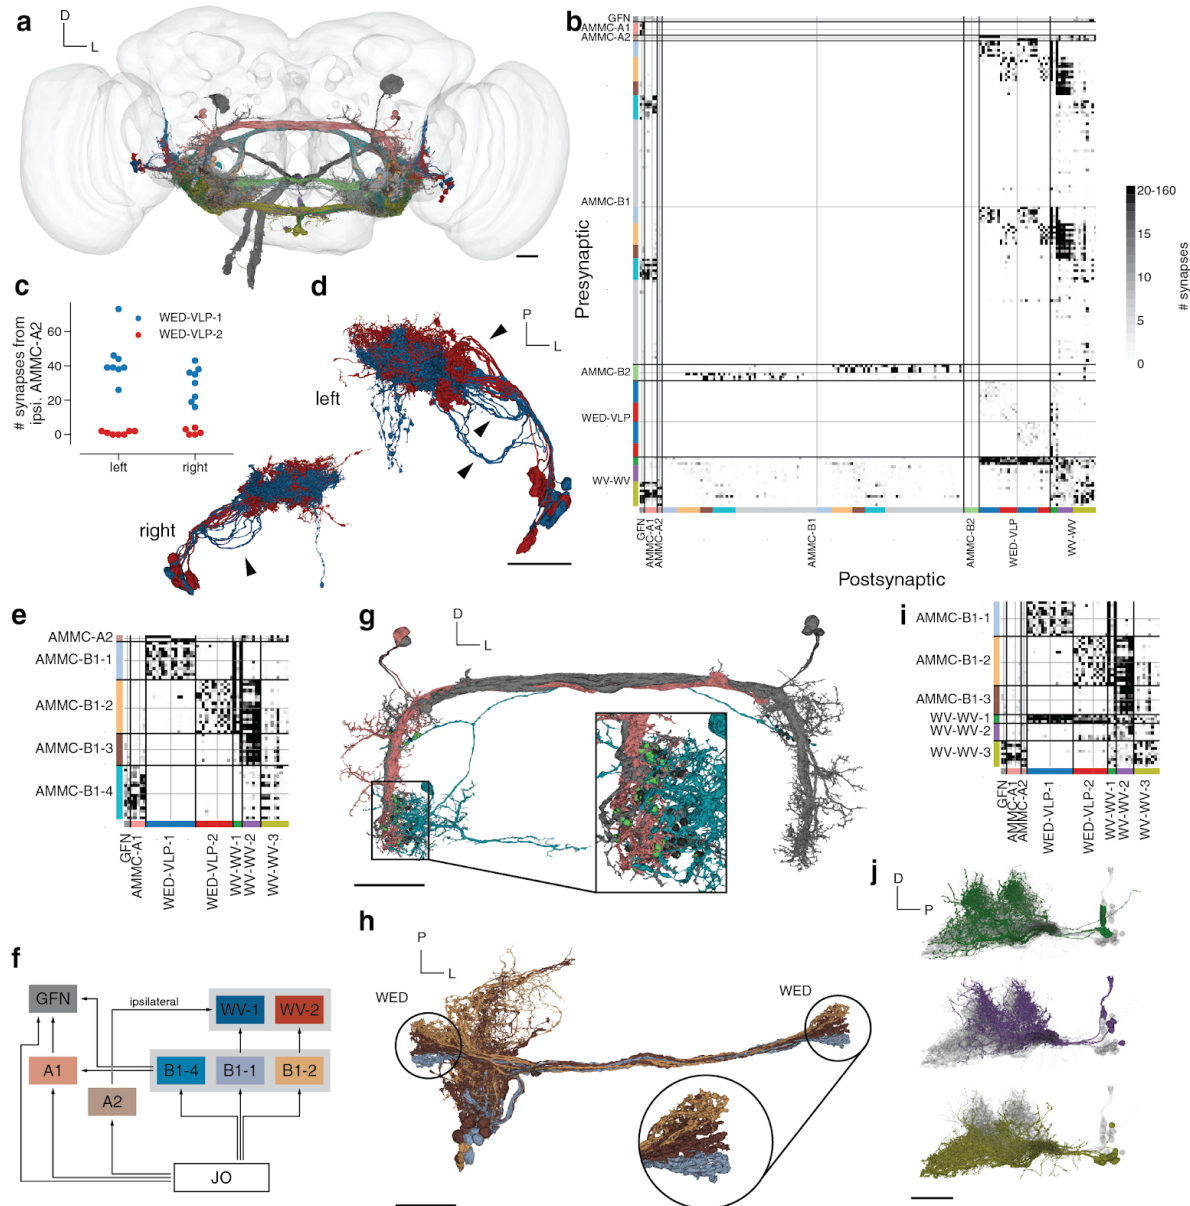 a
D
L
b
GFN
AMMC-A1
AMMC-A2
AMMC-B1
AMMC-B2
WED-VLP
WV-WV
Presynaptic
GFN
AMMC-A1
AMMC-A2
AMMC-B1
AMMC-B2
WED-VLP
WV-WV
Postsynaptic
20-160
15
10
5
0
# synapses
c
WED-VLP-1
WED-VLP-2
# synapses from
ipsi. AMMC-A2
60
40
20
0
left
right
d
P
L
left
right
e
AMMC-A2
AMMC-B1-1
AMMC-B1-2
AMMC-B1-3
AMMC-B1-4
GFN
AMMC-A1
WED-VLP-1
WED-VLP-2
WV-WV-1
WV-WV-2
WV-WV-3
f
GFN
ipsilateral
WV-1
WV-2
A1
B1-4
B1-1
B1-2
A2
JO
g
D
L
h
P
L
WED
WED
i
AMMC-B1-1
AMMC-B1-2
AMMC-B1-3
WV-WV-1
WV-WV-2
WV-WV-3
GFN
AMMC-A1
AMMC-A2
WED-VLP-1
WED-VLP-2
WV-WV-1
WV-WV-2
WV-WV-3
j
D
P